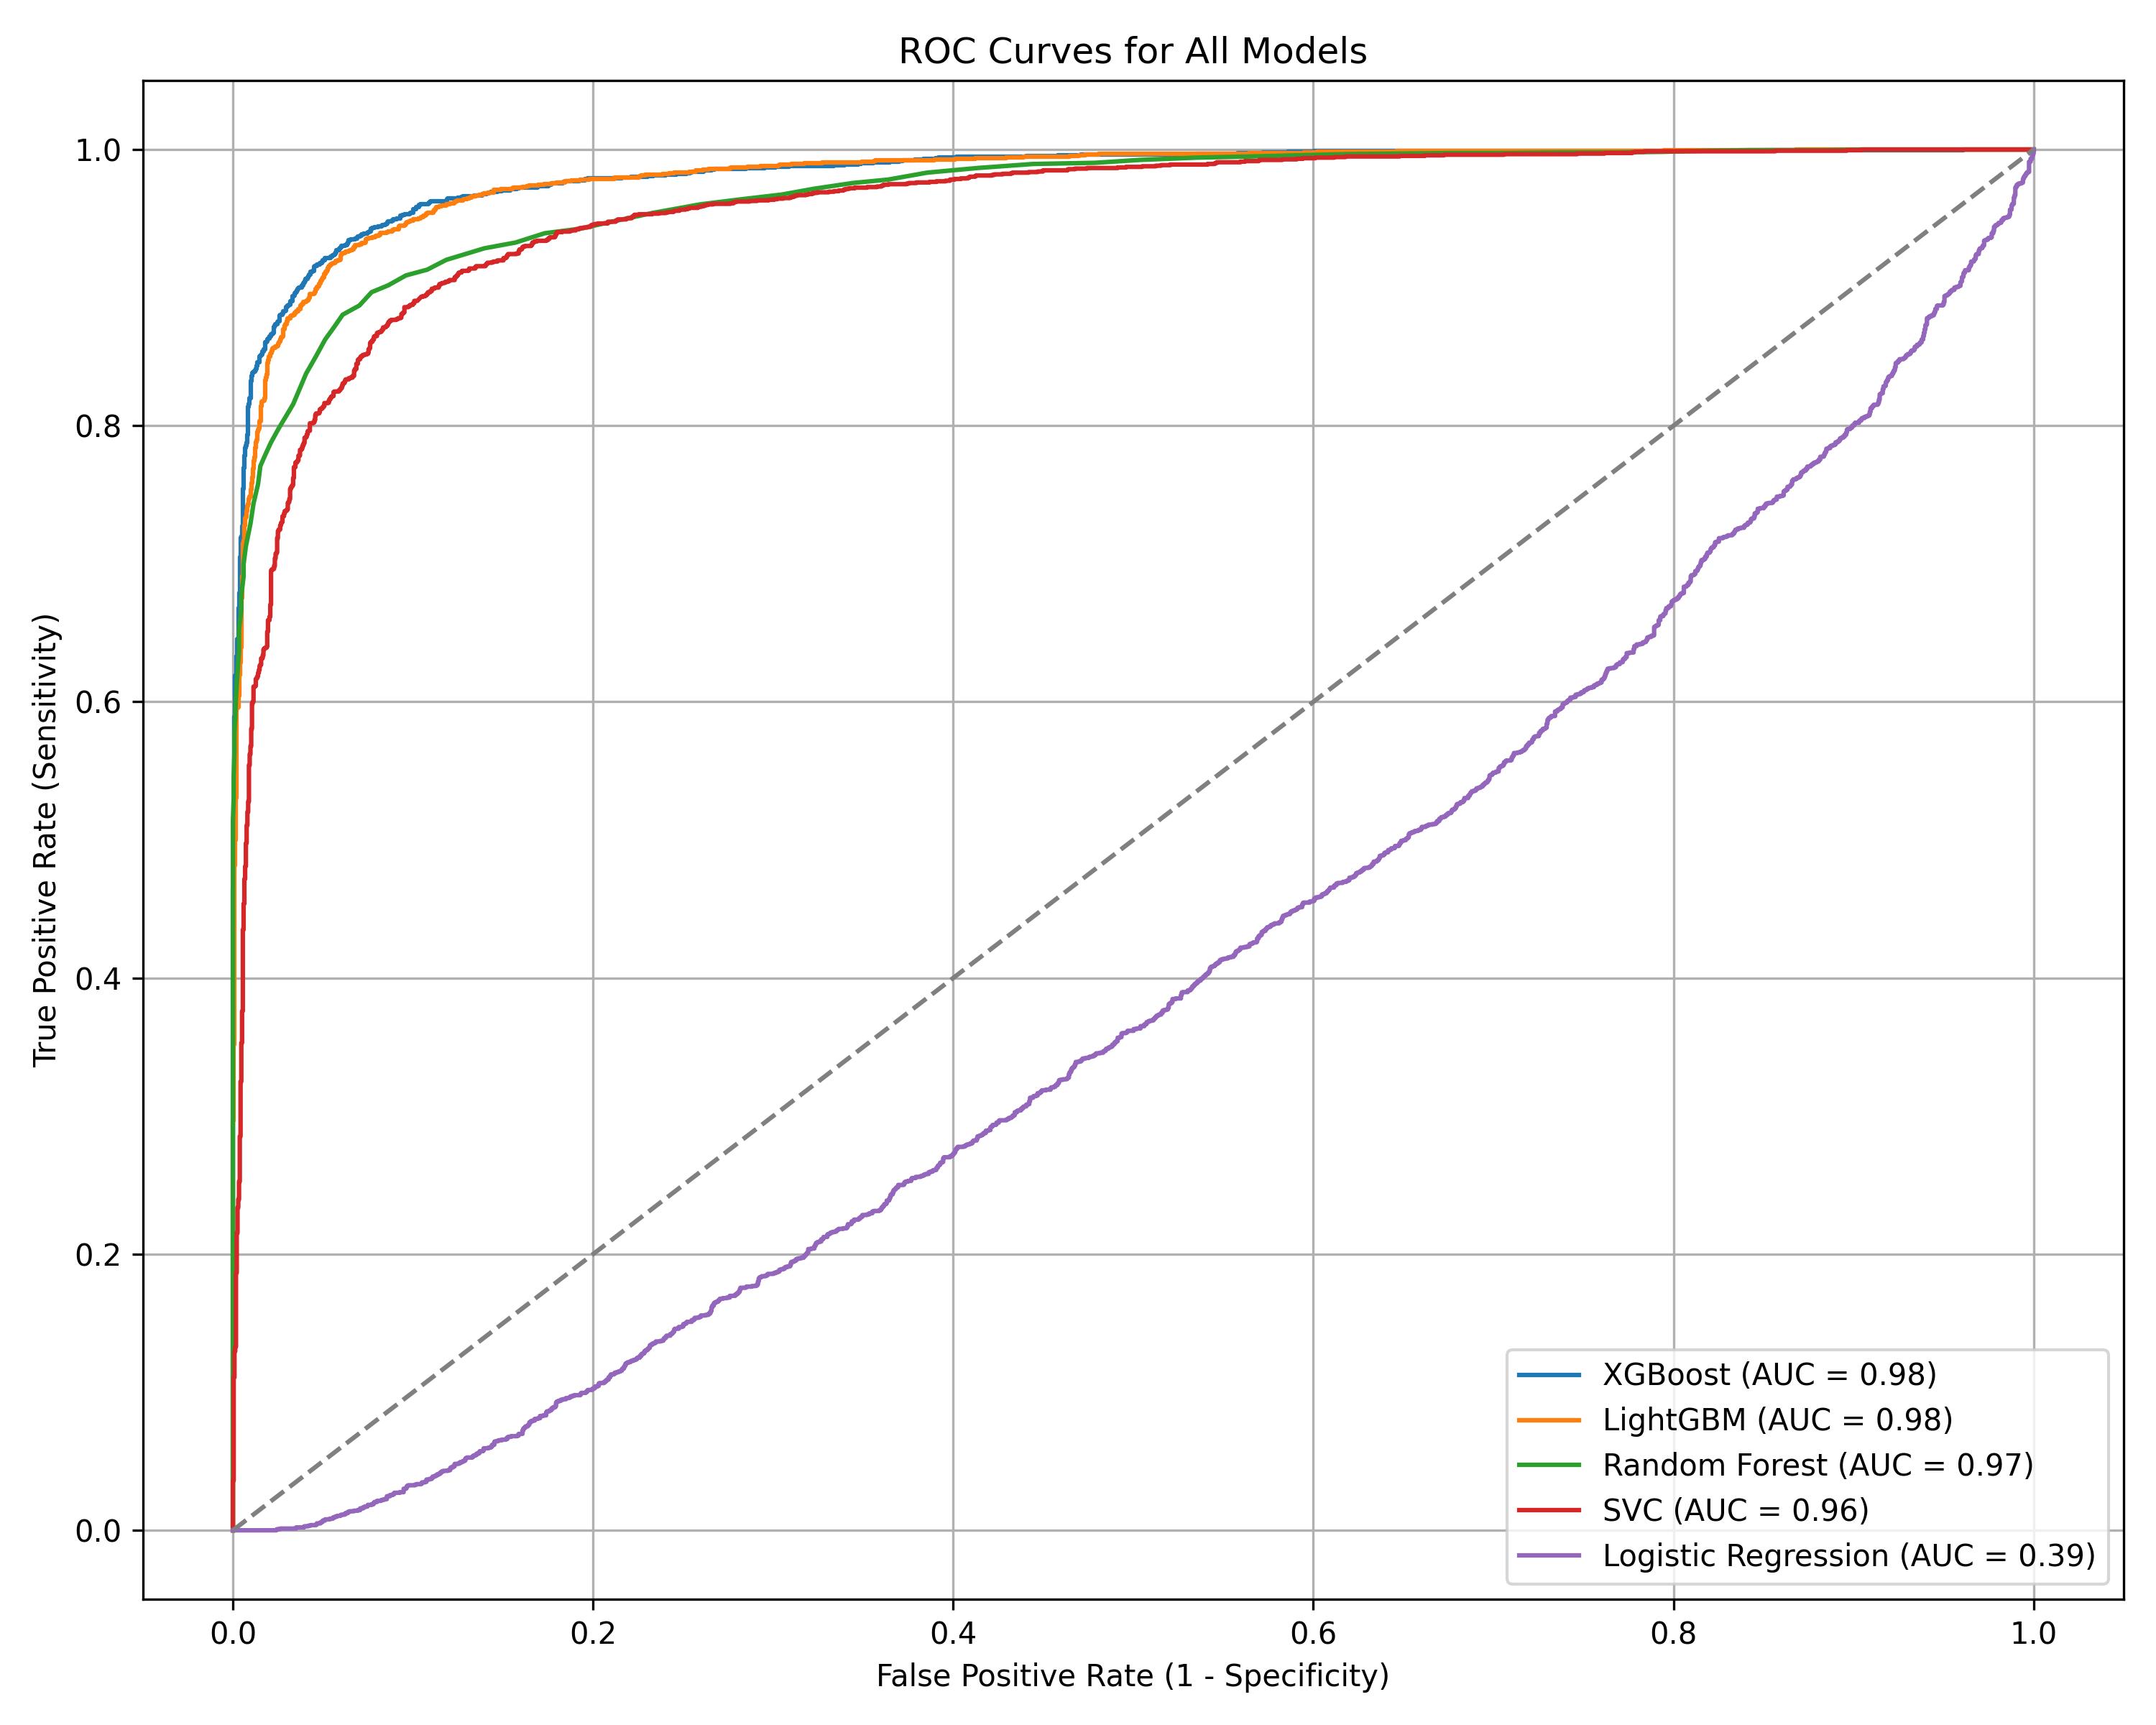 ROC Curves for All Models
1.0
0.8
0.6
0.4
0.2
0.0
True Positive Rate (Sensitivity)
XGBoost (AUC = 0.98)
LightGBM (AUC = 0.98)
Random Forest (AUC = 0.97)
SVC (AUC = 0.96)
Logistic Regression (AUC = 0.39)
0.0 0.2 0.4 0.6 0.8 1.0
False Positive Rate (1 - Specificity)